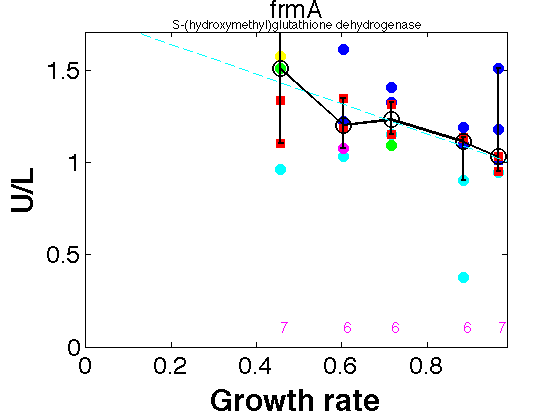 frmA
S-(hydroxymethyl)glutathione dehydrogenase
1.5
1
0.5
0
U/L
7 6 6 6 7
0 0.2 0.4 0.6 0.8
Growth rate